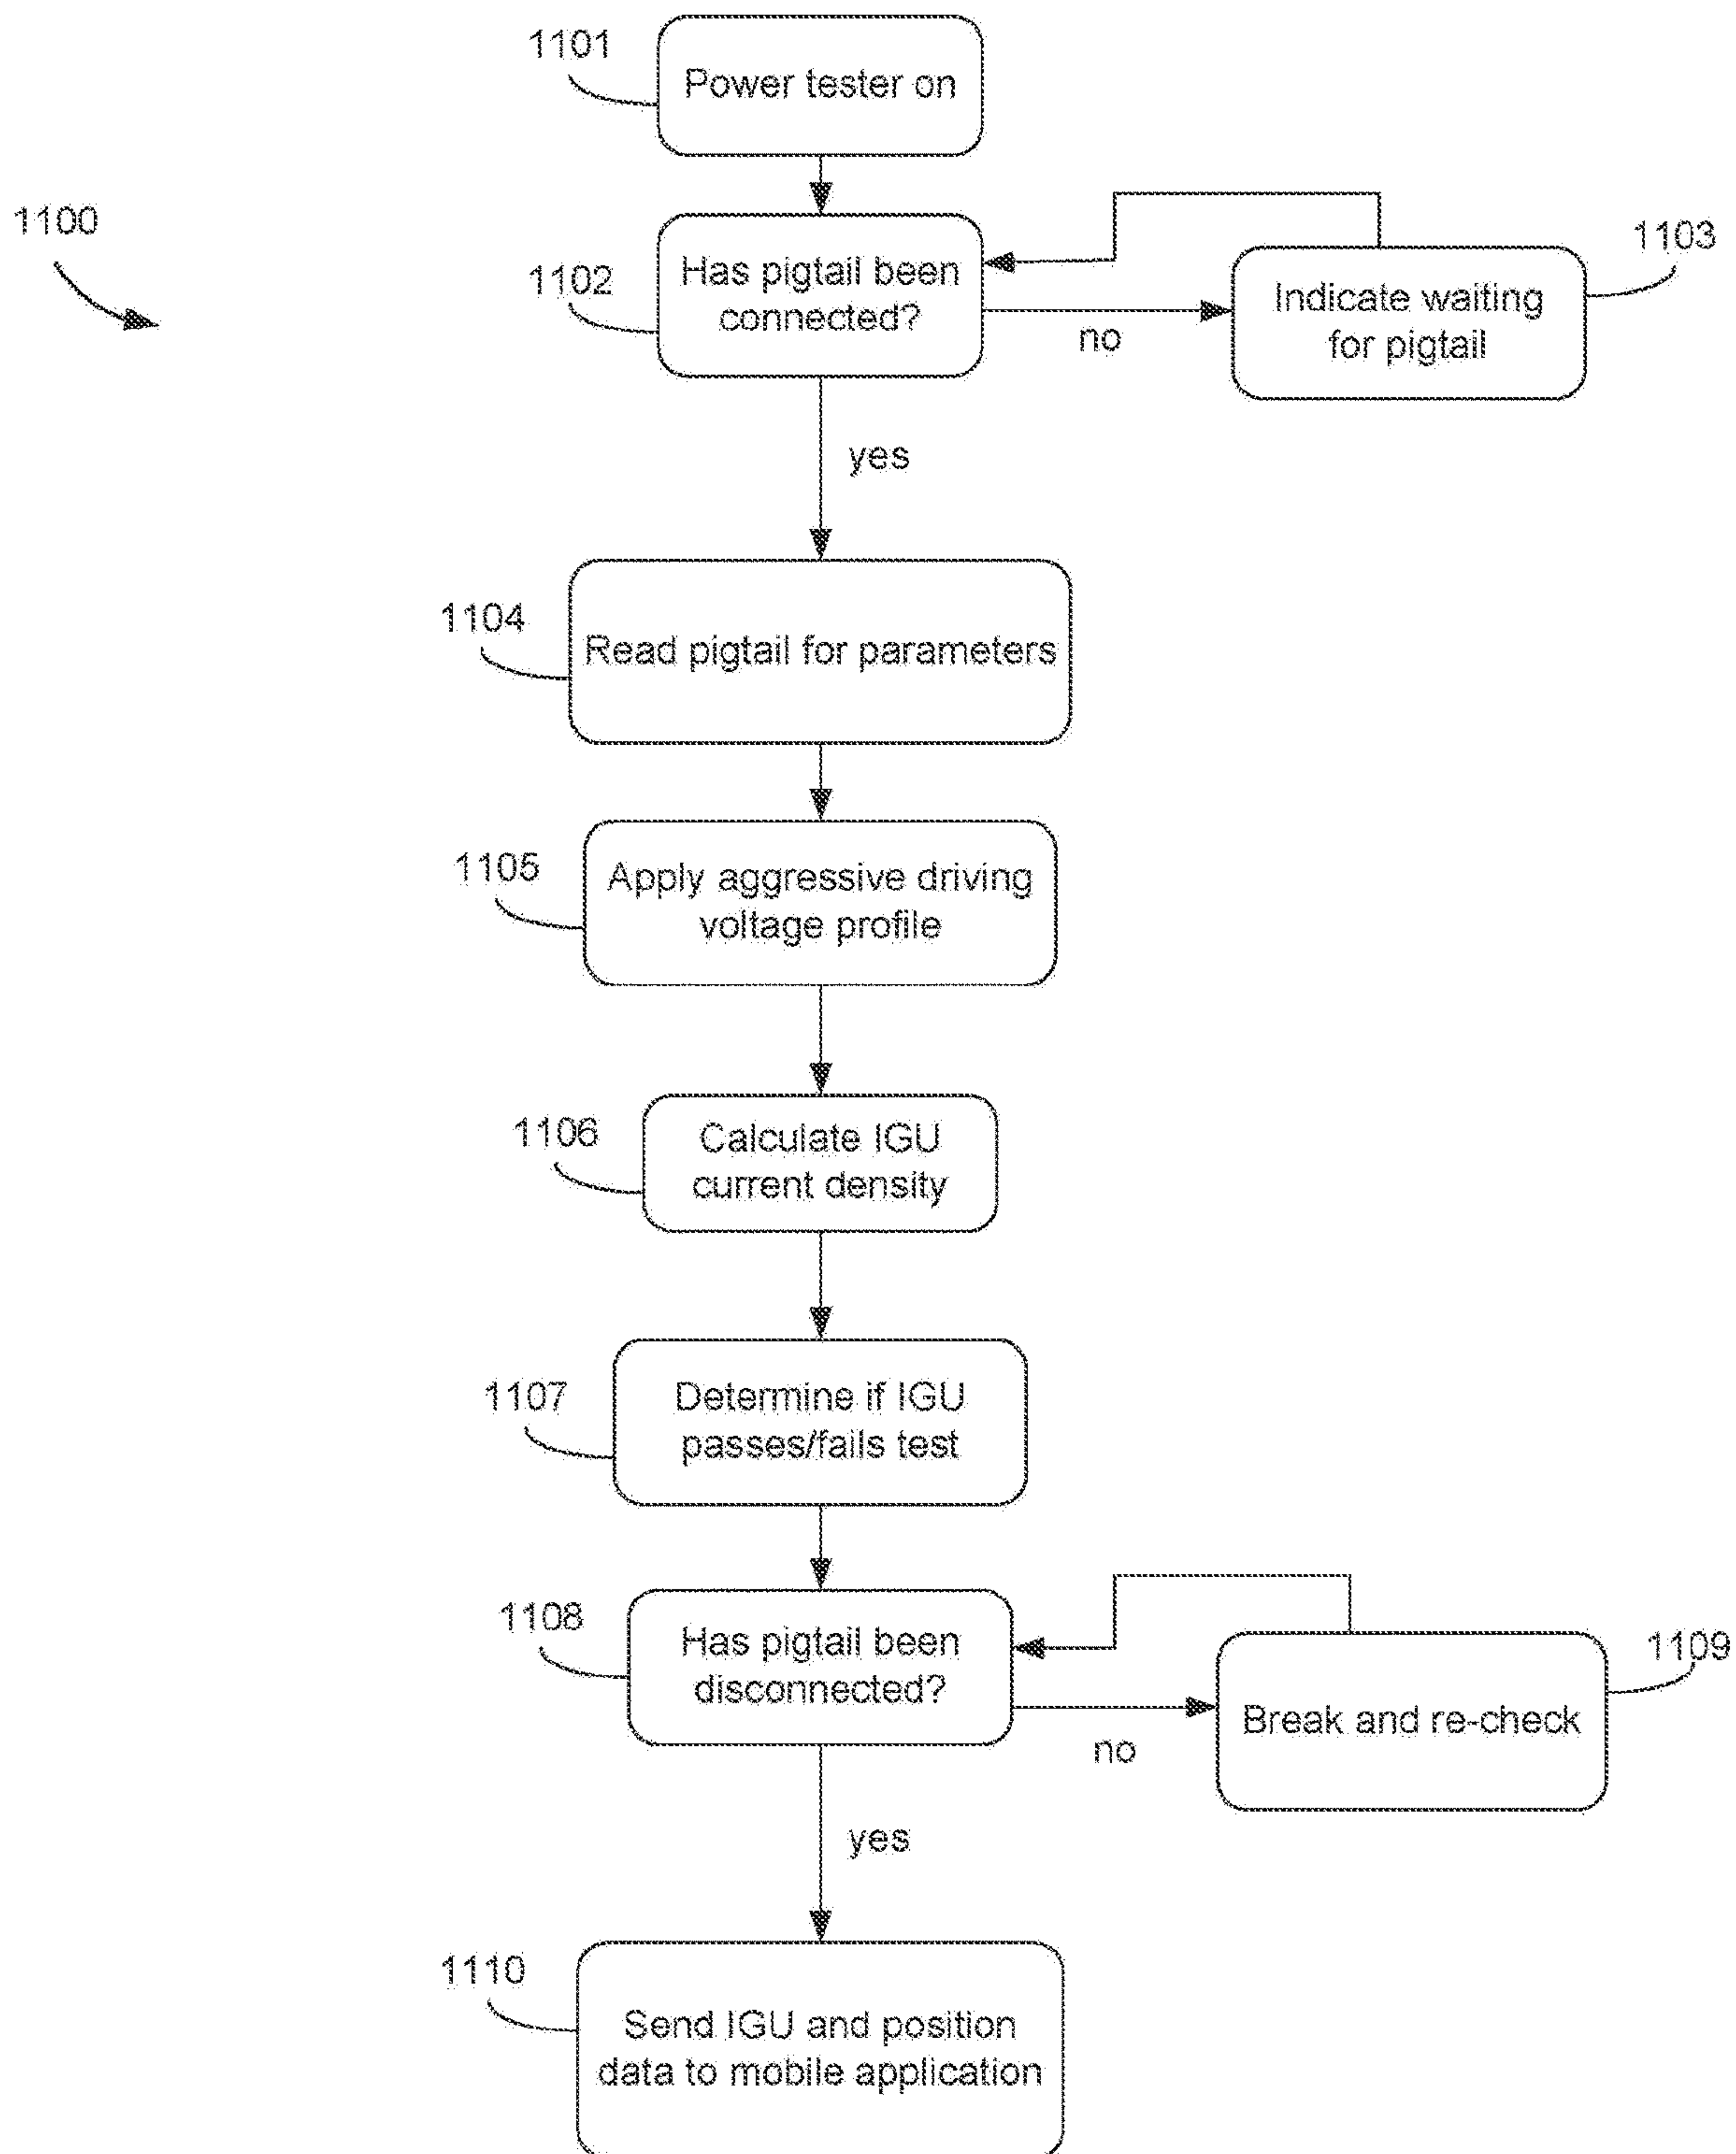 1101
Power tester on
1100
1102
Has pigtail been
connected?
no
1103
Indicate waiting
for pigtail
yes
1104
Read pigtail for parameters
1105
Apply aggressive driving
voltage profile
1106
Calculate IGU
current density
1107
Determine if IGU
passes/fails test
1108
Has pigtail been
disconnected?
no
1109
Break and re-check
yes
1110
Send IGU and position
data to mobile application